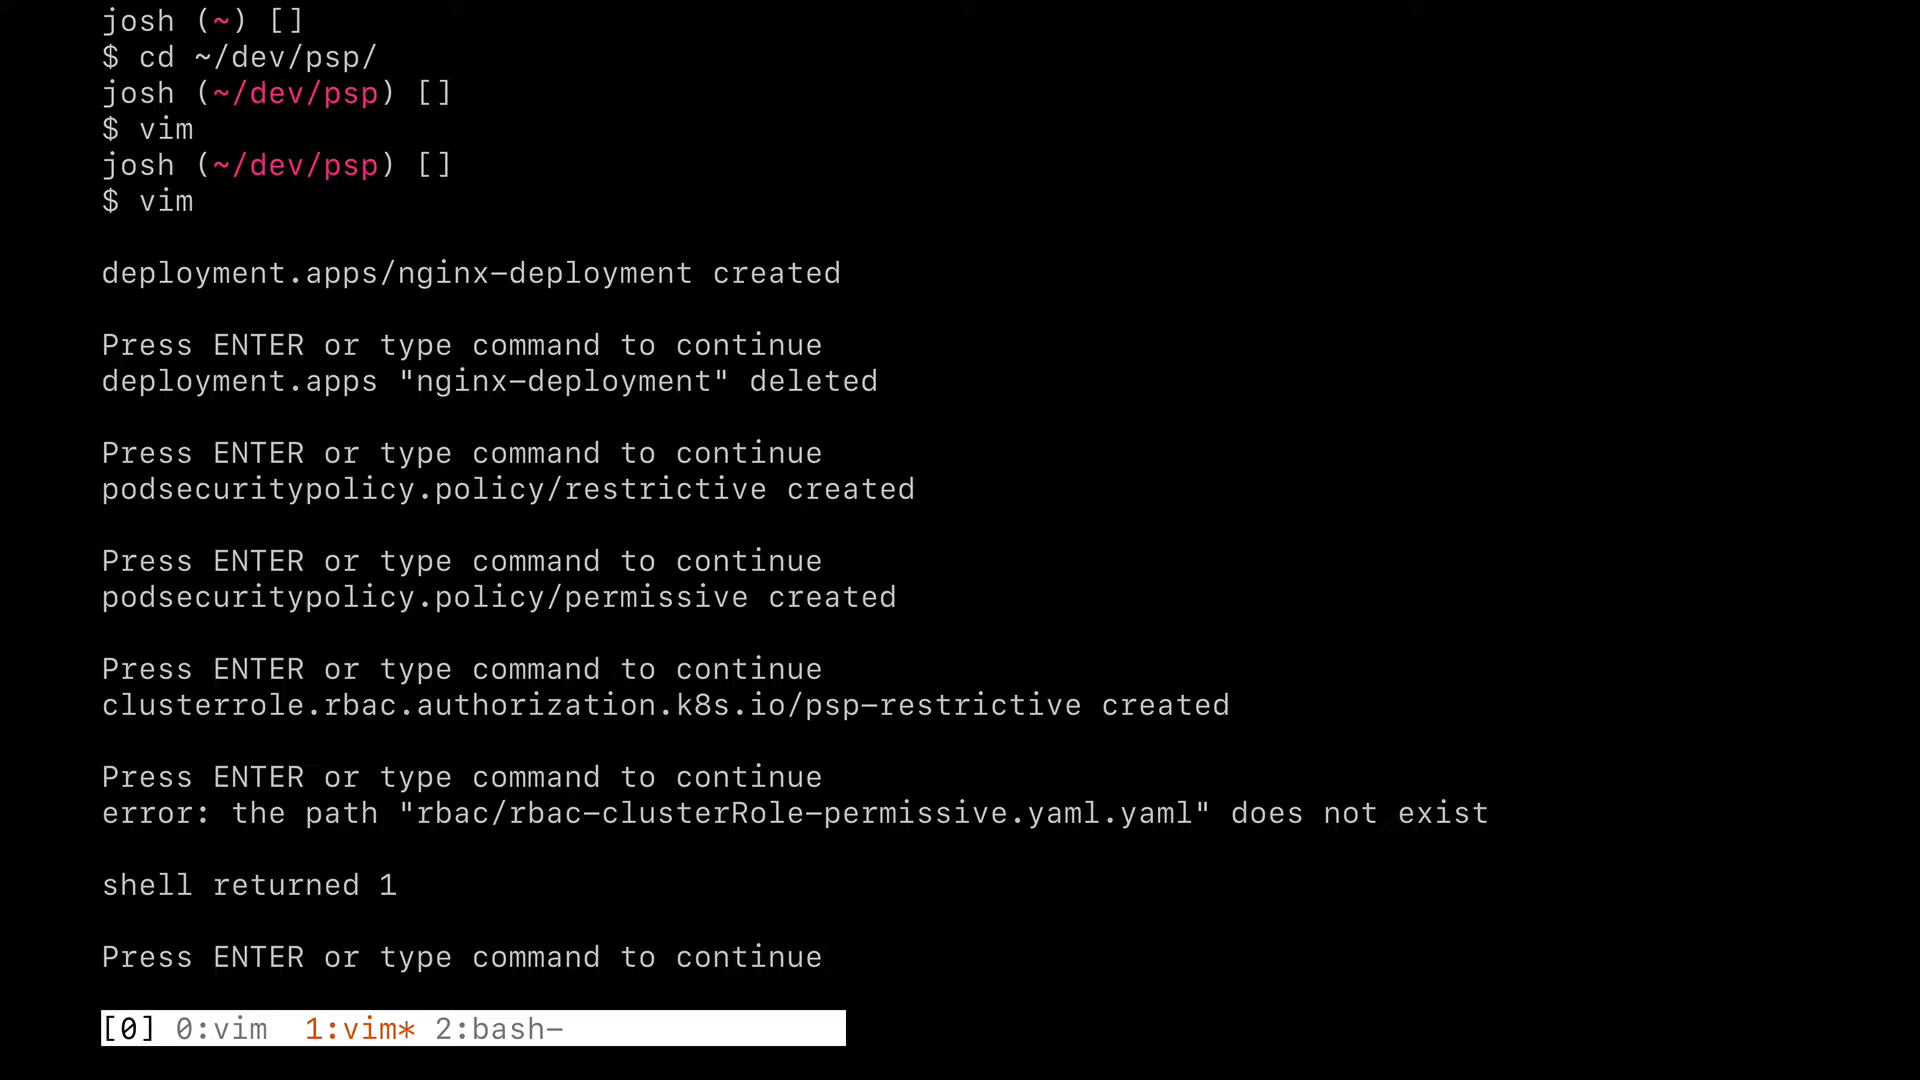 josh (~) []
$ cd ~/dev/psp/
josh (~/dev/psp) []
$ vim
josh (~/dev/psp) []
$ vim
deployment.apps/nginx-deployment created
Press ENTER or type command to continue
deployment.apps "nginx-deployment" deleted
Press ENTER or type command to continue
podsecuritypolicy.policy/restrictive created
Press ENTER or type command to continue
podsecuritypolicy.policy/permissive created
Press ENTER or type command to continue
clusterrole.rbac.authorization.k8s.io/psp-restrictive created
Press ENTER or type command to continue
error: the path "rbac/rbac-clusterRole-permissive.yaml.yaml" does not exist
shell returned 1
Press ENTER or type command to continue
[0] 0:vim  1:vim* 2:bash-